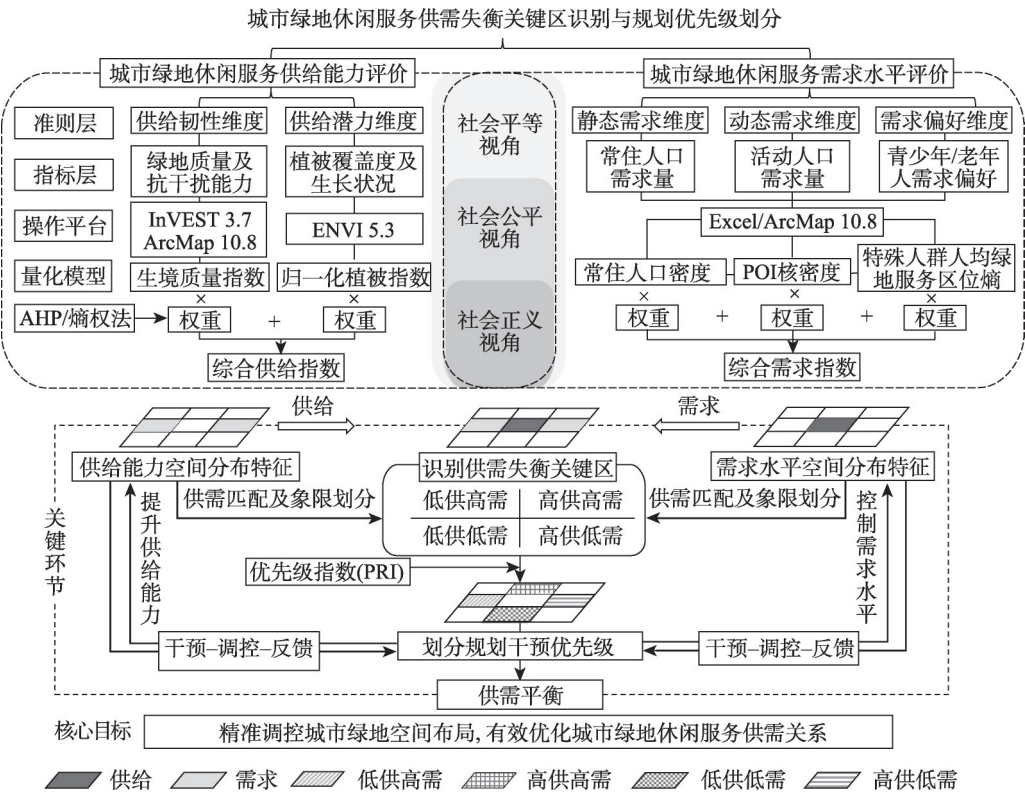 城市绿地休闲服务供需失衡关键区识别与规划优先级划分
城市绿地休闲服务供给能力评价
城市绿地休闲服务需求水平评价
准则层
供给韧性维度
供给潜力维度
社会平等
视角
静态需求维度
动态需求维度
需求偏好维度
指标层
绿地质量及
抗干扰能力
植被覆盖度及
生长状况
常住人口
需求量
活动人口
需求量
青少年/老年
人需求偏好
操作平台
InVEST 3.7
ArcMap 10.8
ENVI 5.3
社会公平
视角
Excel/ArcMap 10.8
量化模型
生境质量指数
归一化植被指数
常住人口密度
POI核密度
特殊人群人均绿
地服务区位熵
×
×
×
×
×
AHP/熵权法
权重
+
权重
社会正义
视角
权重
+
权重
+
权重
综合供给指数
综合需求指数
供给
需求
供给能力空间分布特征
识别供需失衡关键区
需求水平空间分布特征
关键环节
提升供给能力
供需匹配及象限划分
低供高需
高供高需
低供低需
高供低需
供需匹配及象限划分
控制需求水平
优先级指数(PRI)
干预–调控–反馈
划分规划干预优先级
干预–调控–反馈
供需平衡
核心目标
精准调控城市绿地空间布局, 有效优化城市绿地休闲服务供需关系
供给
需求
低供高需
高供高需
低供低需
高供低需